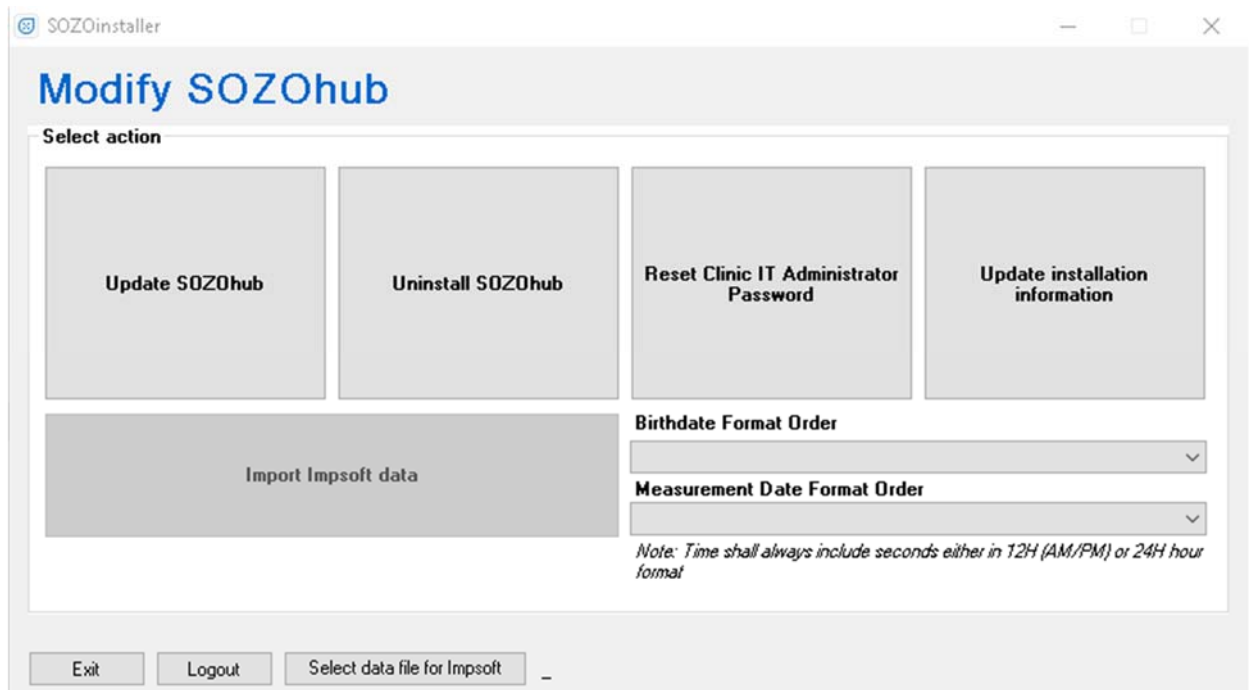 SOZOinstaller
Modify SOZOhub
Select action
Update SOZOhub
Uninstall SOZOhub
Reset Clinic IT Administrator
Password
Update installation
information
Import Impsoft data
Birthdate Format Order
Measurement Date Format Order
Note: Time shall always include seconds either in 12H (AM/PM) or 24H hour
format
Exit
Logout
Select data file for Impsoft
_